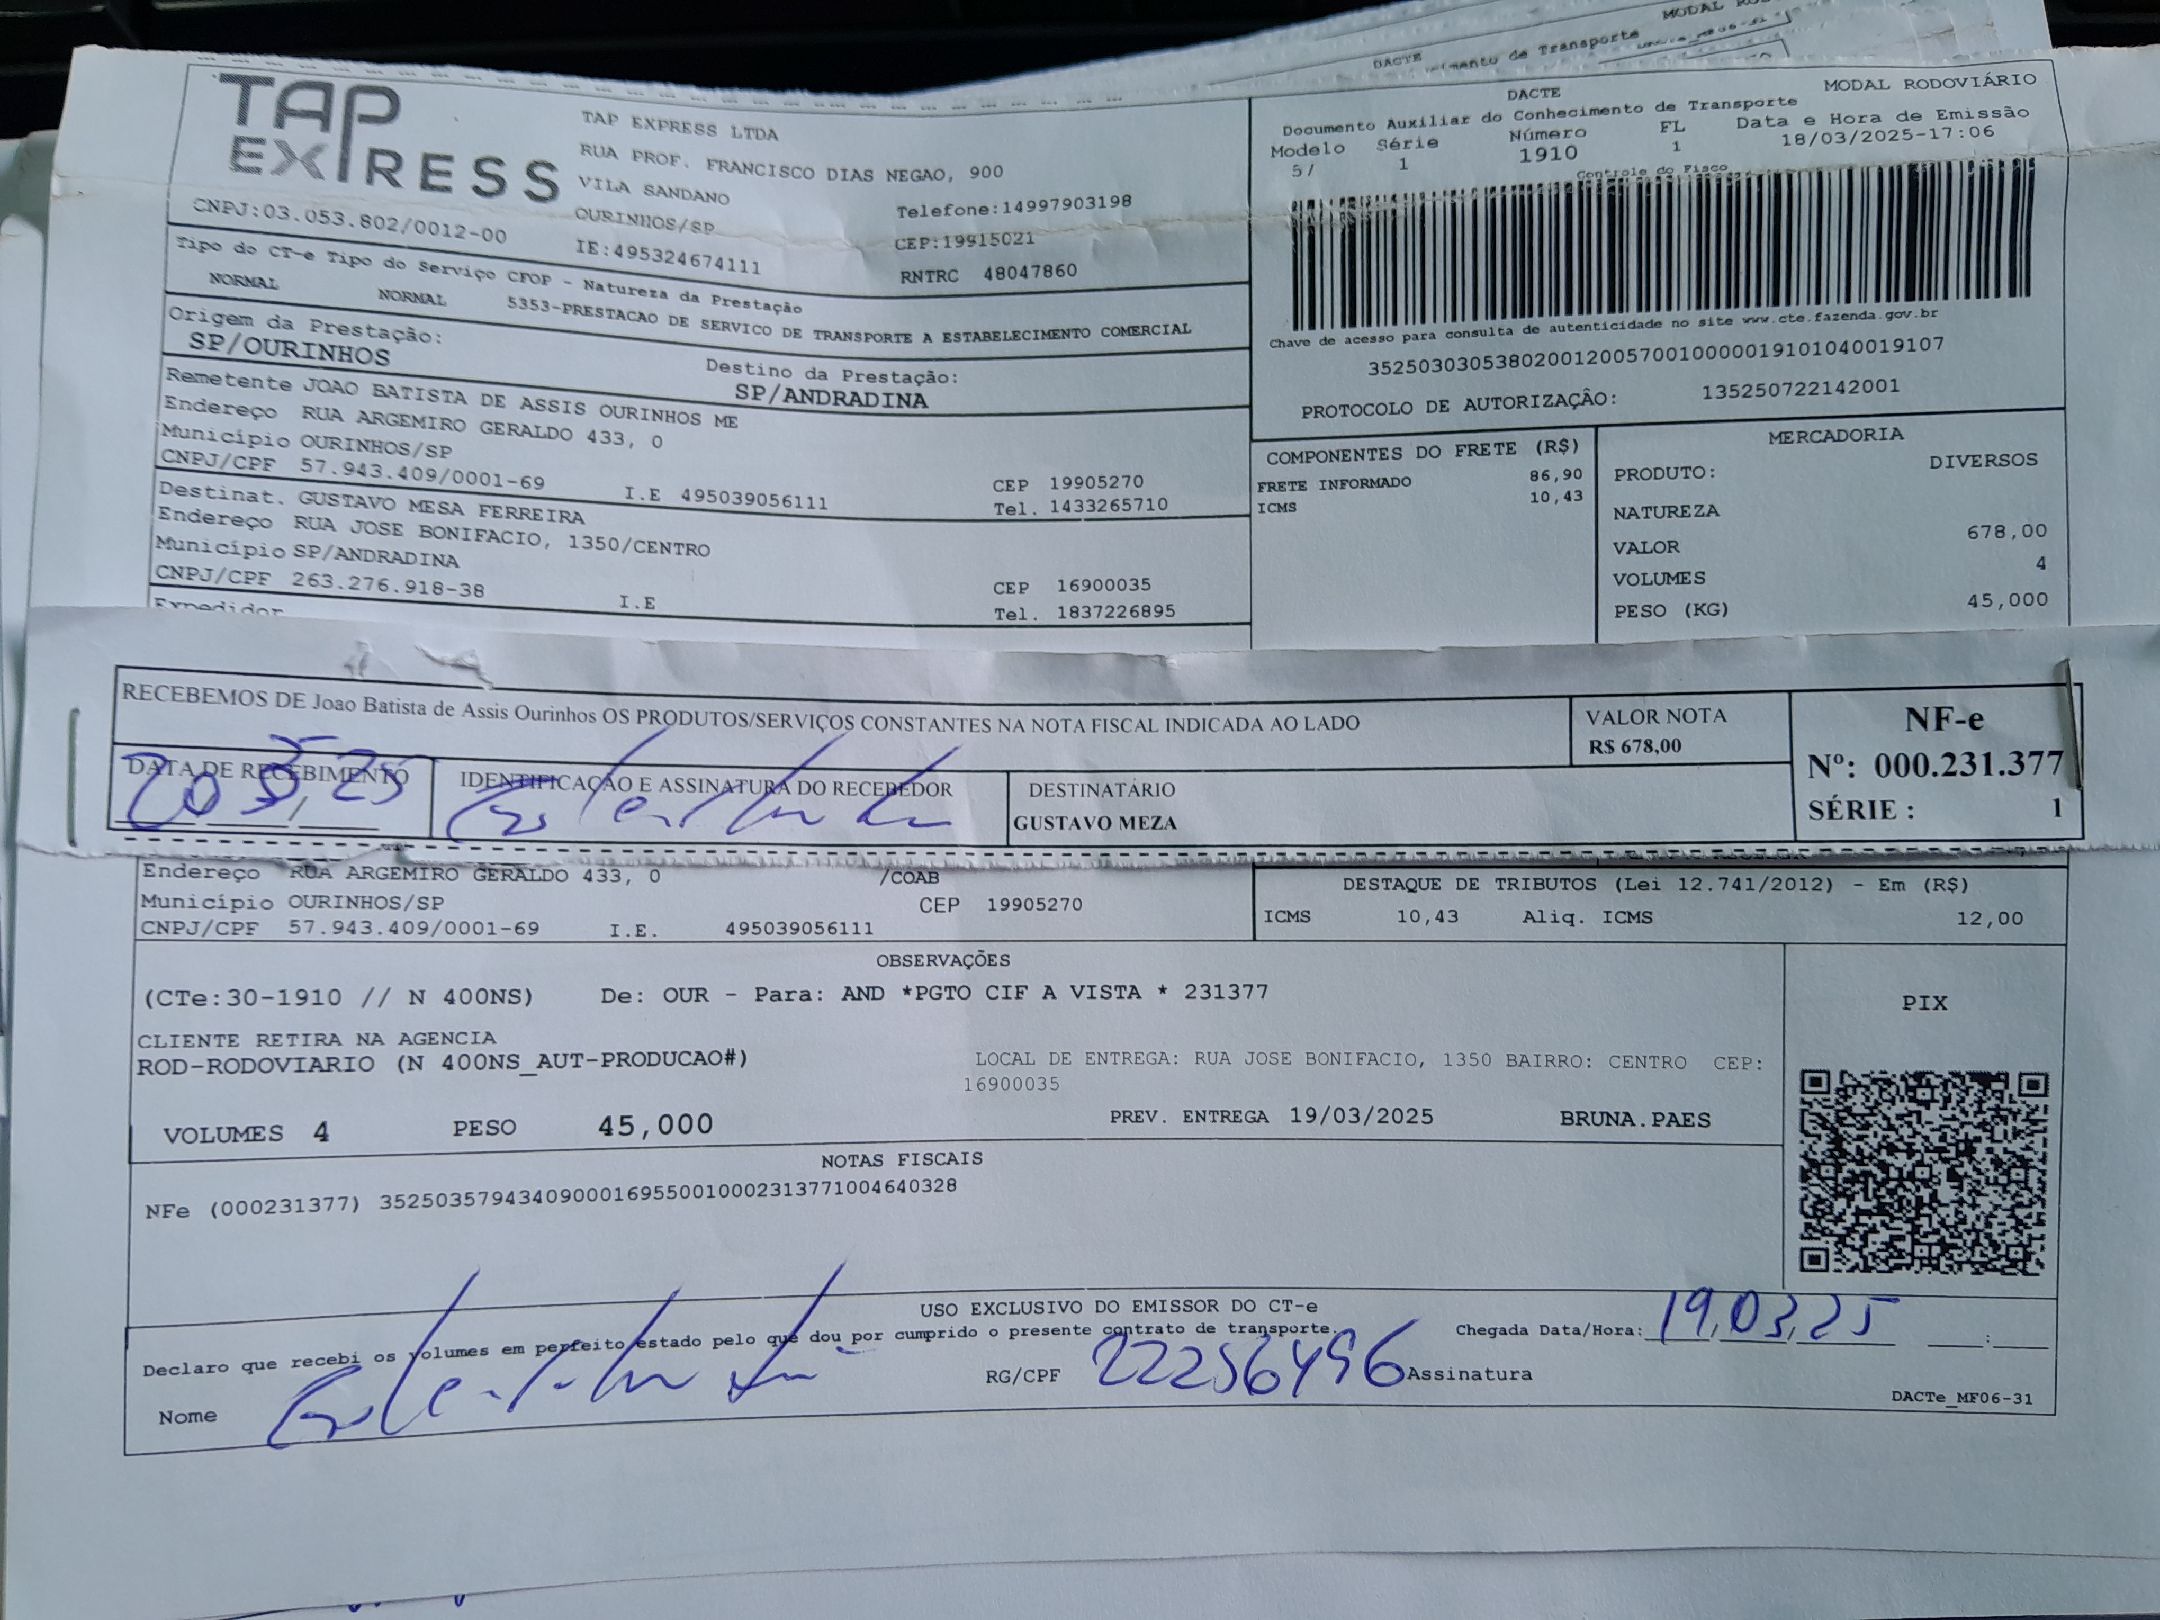 DACTE
MODAL
imento de Transporte
TAP EXPRESS
TAP EXPRESS LTDA
RUA PROF. FRANCISCO DIAS NEGAO, 900
VILA SANDANO
OURINHOS/SP
Telefone:14997903198
CNPJ:03.053.802/0012-00
IE:495324674111
CEP:19915021
RNTRC 48047860
DACTE
MODAL RODOVIÁRIO
Documento Auxiliar do Conhecimento de Transporte
Modelo Série Número FL Data e Hora de Emissão
57 1 1910 1 18/03/2025-17:06
Controle do Fisco
Tipo do CT-e Tipo do Serviço CFOP - Natureza da Prestação
NORMAL NORMAL 5353-PRESTACAO DE SERVICO DE TRANSPORTE A ESTABELECIMENTO COMERCIAL
Chave de acesso para consulta de autenticidade no site www.cte.fazenda.gov.br
35250303053802001200570010000019101040019107
PROTOCOLO DE AUTORIZAÇÃO: 135250722142001
Origem da Prestação:
SP/OURINHOS
Destino da Prestação:
SP/ANDRADINA
Remetente JOAO BATISTA DE ASSIS OURINHOS ME
Endereço RUA ARGEMIRO GERALDO 433, 0
Município OURINHOS/SP
CEP 19905270
CNPJ/CPF 57.943.409/0001-69 I.E 495039056111
Tel. 1433265710
Destinat. GUSTAVO MESA FERREIRA
Endereço RUA JOSE BONIFACIO, 1350/CENTRO
Município SP/ANDRADINA
CEP 16900035
CNPJ/CPF 263.276.918-38 I.E
Tel. 1837226895
Expedidor
COMPONENTES DO FRETE (R$)
FRETE INFORMADO 86,90
ICMS 10,43
MERCADORIA
PRODUTO: DIVERSOS
NATUREZA
VALOR 678,00
VOLUMES 4
PESO (KG) 45,000
RECEBEMOS DE Joao Batista de Assis Ourinhos OS PRODUTOS/SERVIÇOS CONSTANTES NA NOTA FISCAL INDICADA AO LADO
VALOR NOTA
R$ 678,00
NF-e
Nº: 000.231.377
SÉRIE : 1
DATA DE RECEBIMENTO
IDENTIFICAÇAO E ASSINATURA DO RECEBEDOR
DESTINATÁRIO
GUSTAVO MEZA
Endereço RUA ARGEMIRO GERALDO 433, 0 /COAB
Município OURINHOS/SP CEP 19905270
CNPJ/CPF 57.943.409/0001-69 I.E. 495039056111
DESTAQUE DE TRIBUTOS (Lei 12.741/2012) - Em (R$)
ICMS 10,43 Aliq. ICMS 12,00
OBSERVAÇÕES
(CTe:30-1910 // N 400NS) De: OUR - Para: AND *PGTO CIF A VISTA * 231377
CLIENTE RETIRA NA AGENCIA
ROD-RODOVIARIO (N 400NS_AUT-PRODUCAO#)
LOCAL DE ENTREGA: RUA JOSE BONIFACIO, 1350 BAIRRO: CENTRO CEP:
16900035
VOLUMES 4 PESO 45,000 PREV. ENTREGA 19/03/2025 BRUNA.PAES
PIX
NOTAS FISCAIS
NFe (000231377) 35250357943409000169550010002313771004640328
USO EXCLUSIVO DO EMISSOR DO CT-e
Declaro que recebi os volumes em perfeito estado pelo que dou por cumprido o presente contrato de transporte.
Chegada Data/Hora: 19,03,25 :
Nome
RG/CPF 22256496 Assinatura
DACTe_MF06-31